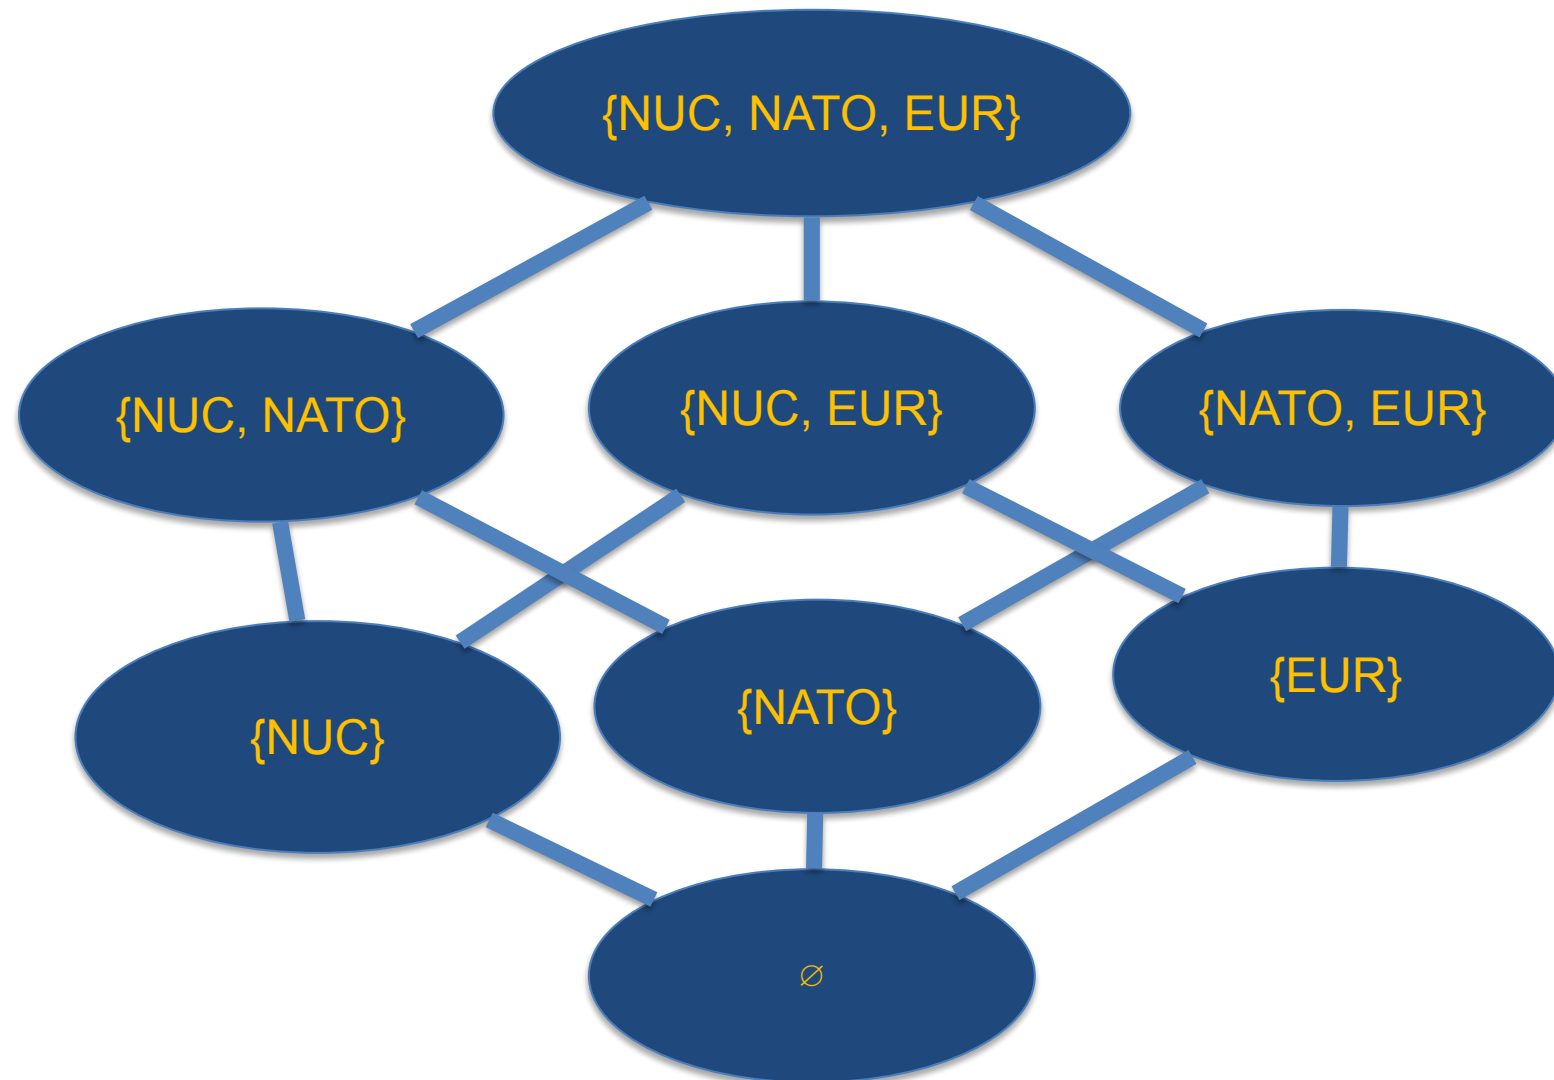 {NUC, NATO, EUR}
{NUC, NATO}
{NUC, EUR}
{NATO, EUR}
{NUC}
{NATO}
{EUR}
∅